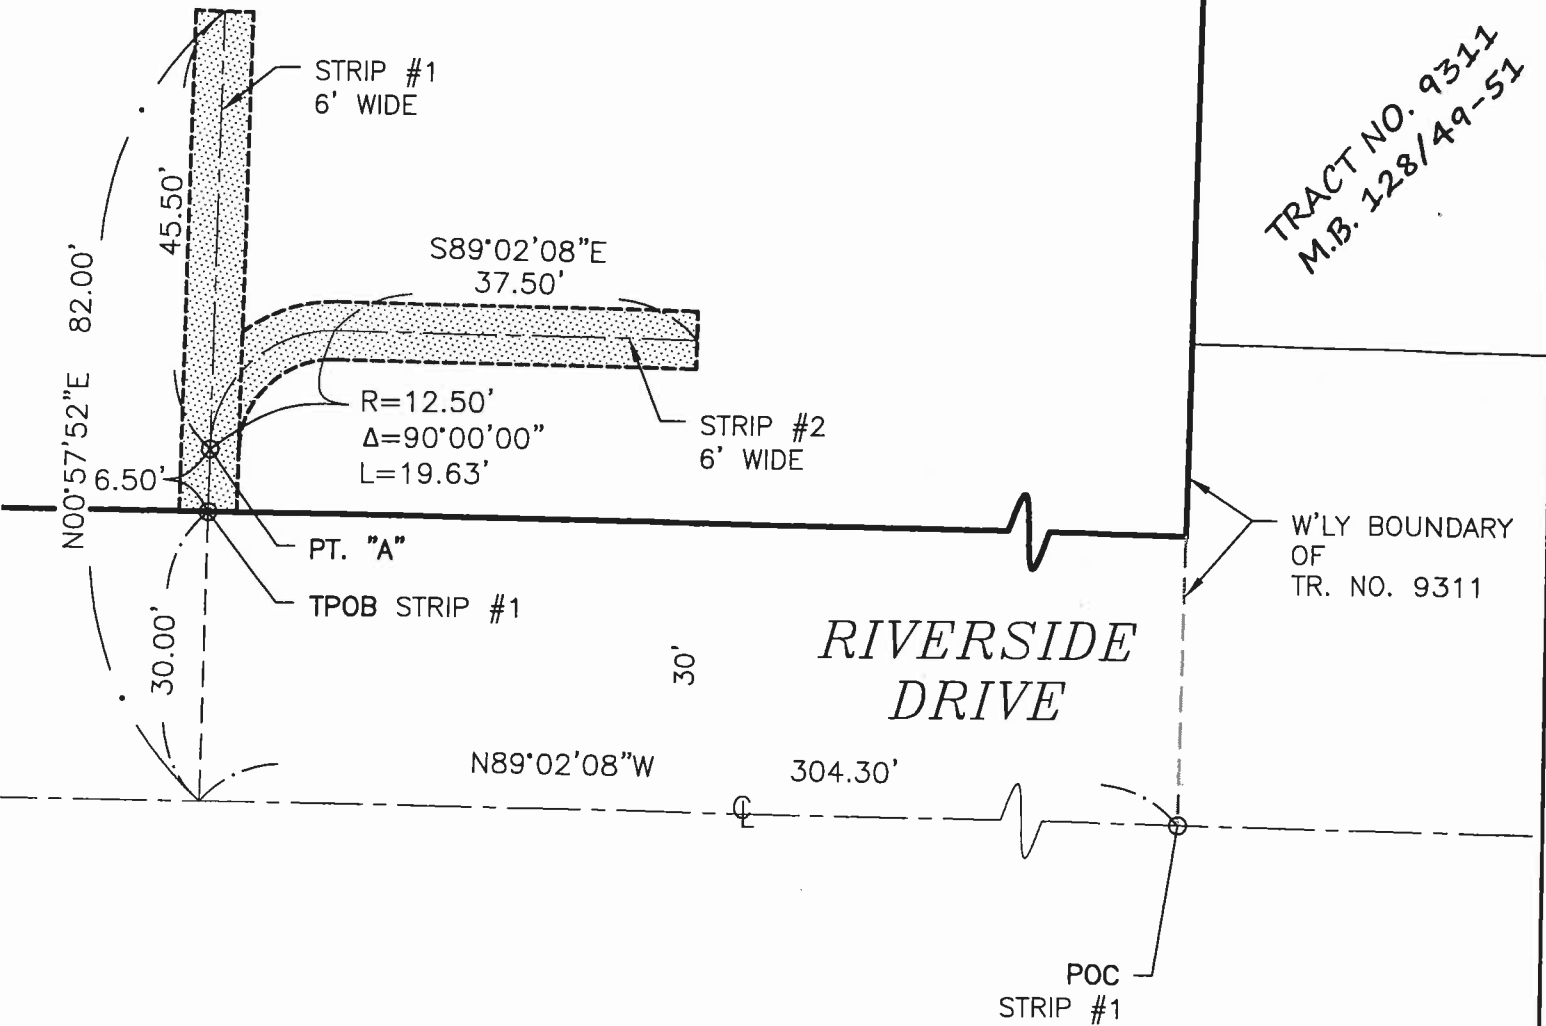 STRIP #1
6' WIDE
TRACT NO. 9311
M.B. 128/49-51
45.50'
N00°57'52"E 82.00'
S89°02'08"E
37.50'
R=12.50'
Δ=90°00'00"
L=19.63'
STRIP #2
6' WIDE
6.50'
PT. "A"
TPOB STRIP #1
W'LY BOUNDARY
OF
TR. NO. 9311
30.00'
30'
RIVERSIDE
DRIVE
N89°02'08"W 304.30'
℄
POC
STRIP #1